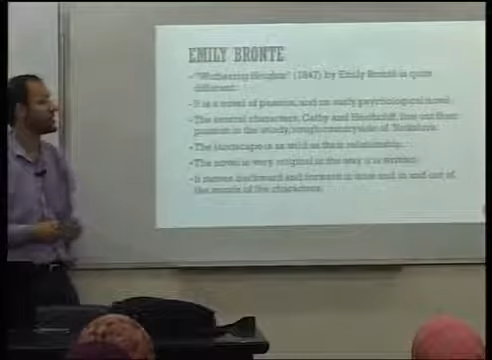 EMILY BRONTE
- "Wuthering Heights" (1847) by Emily Brontë is quite
different.
- It is a novel of passion, and an early psychological novel.
- The central characters, Cathy and Heathcliff, live out their
passion in the windy, rough countryside of Yorkshire.
- The landscape is as wild as their relationship.
- The novel is very original in the way it is written.
- It moves backward and forward in time and in and out of
the minds of the characters.